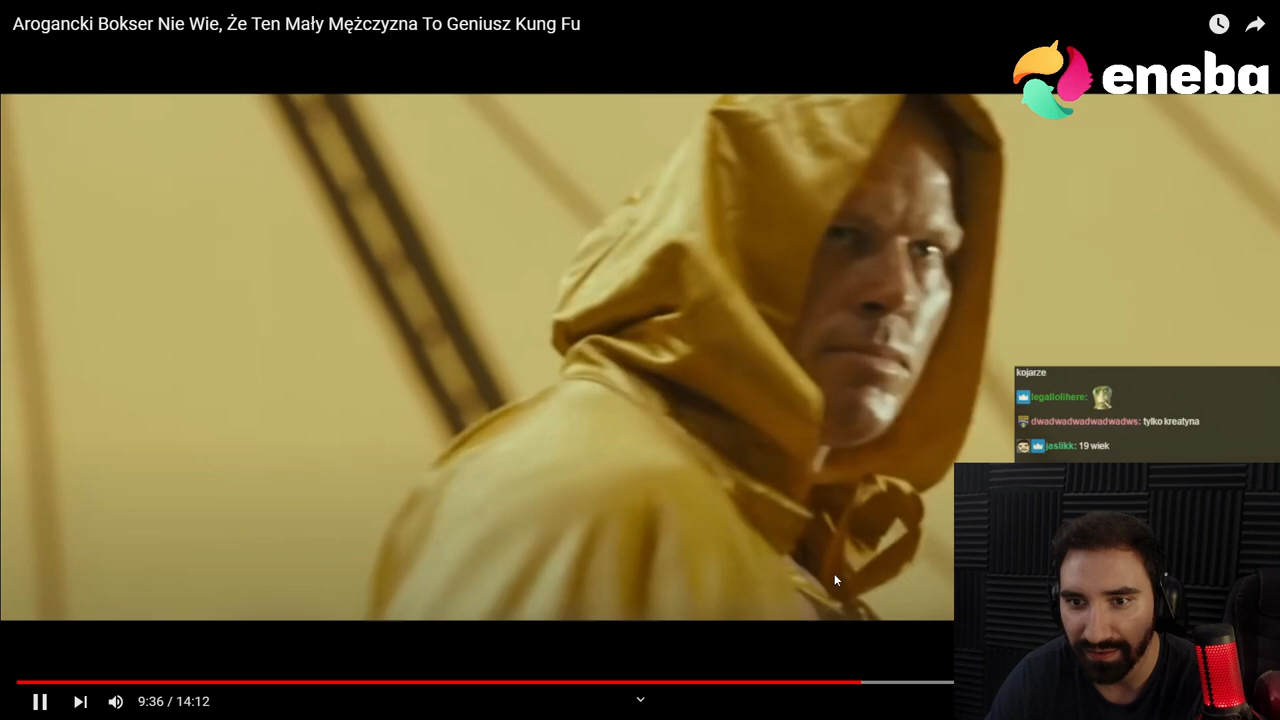 Arogancki Bokser Nie Wie, Że Ten Mały Mężczyzna To Geniusz Kung Fu
eneba
kojarze
legallolihere:
dwadwadwadwadwadws: tylko kreatyna
jaslikk: 19 wiek
9:36 / 14:12